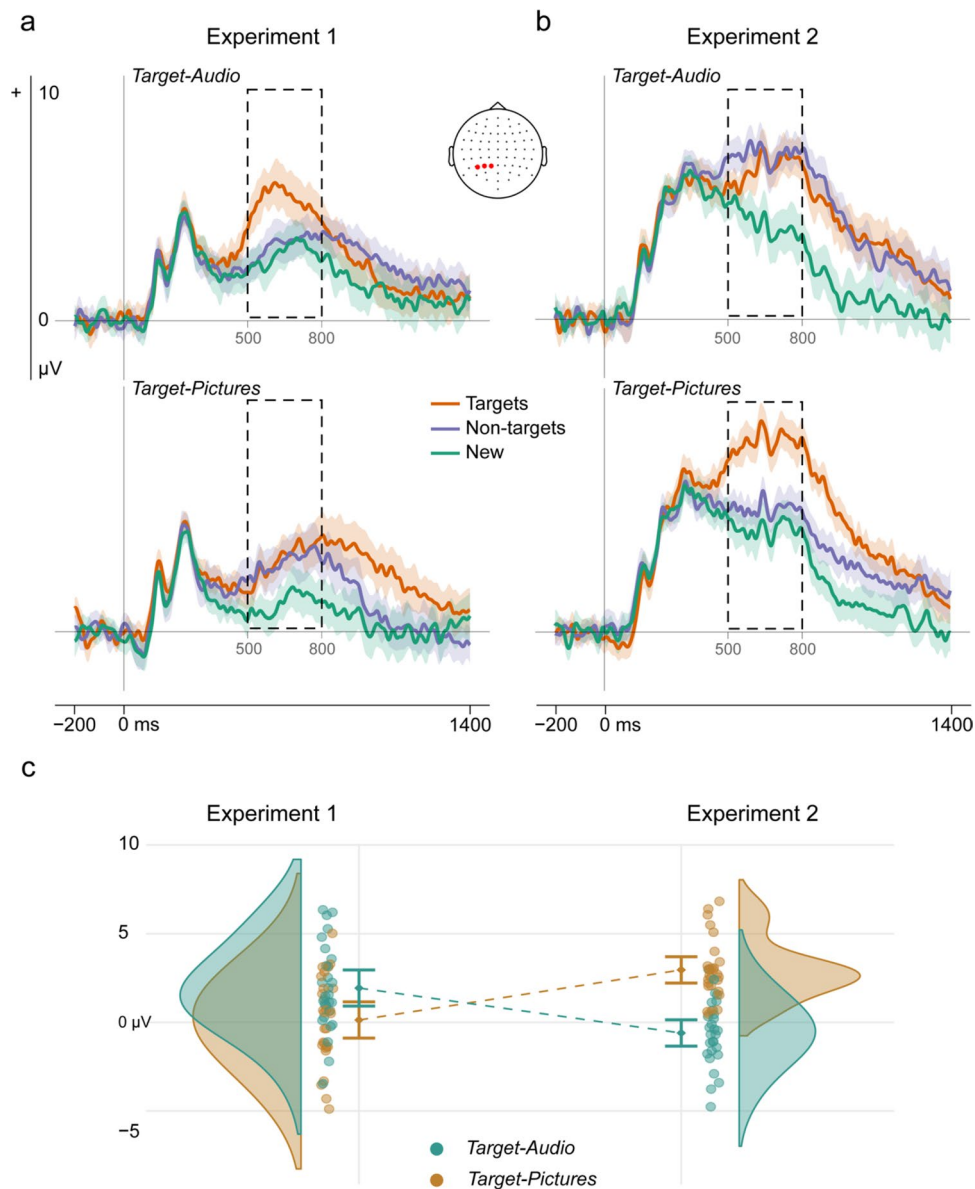 a
Experiment 1
b
Experiment 2
Target-Audio
+
10
0
µV
500
800
500
800
Target-Pictures
Target-Pictures
Targets
Non-targets
New
500
800
500
800
−200
0 ms
1400
−200
0 ms
1400
c
Experiment 1
Experiment 2
10
5
0 µV
−5
Target-Audio
Target-Pictures